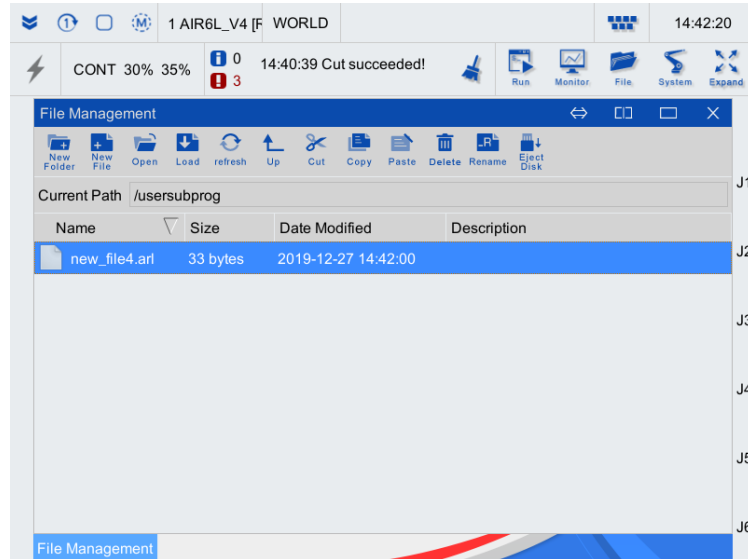 1 (M) 1 AIR6L_V4 [F WORLD 14:42:20
CONT 30% 35% i 0 14:40:39 Cut succeeded! Run Monitor File System Expand
! 3
File Management
New Folder New File Open Load refresh Up Cut Copy Paste Delete Rename Eject Disk
Current Path /usersubprog
Name Size Date Modified Description
new_file4.arl 33 bytes 2019-12-27 14:42:00
J1
J2
J3
J4
J5
J6
File Management